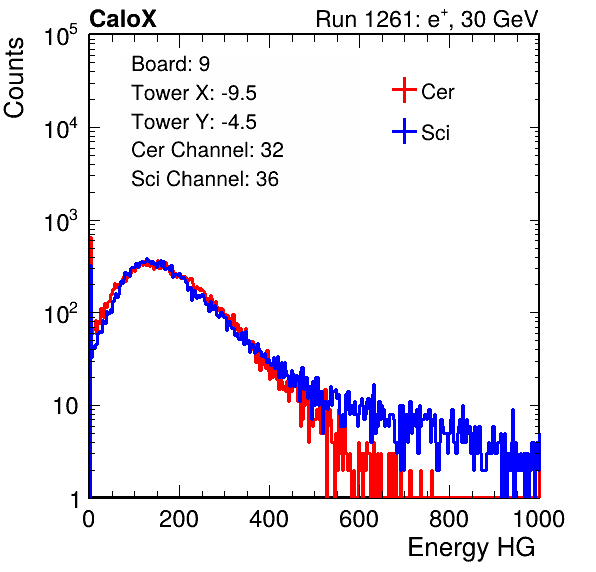 CaloX Run 1261: e⁺, 30 GeV
Counts
Board: 9
Tower X: -9.5
Tower Y: -4.5
Cer Channel: 32
Sci Channel: 36
Cer
Sci
10⁵
10⁴
10³
10²
10
1
0 200 400 600 800 1000
Energy HG